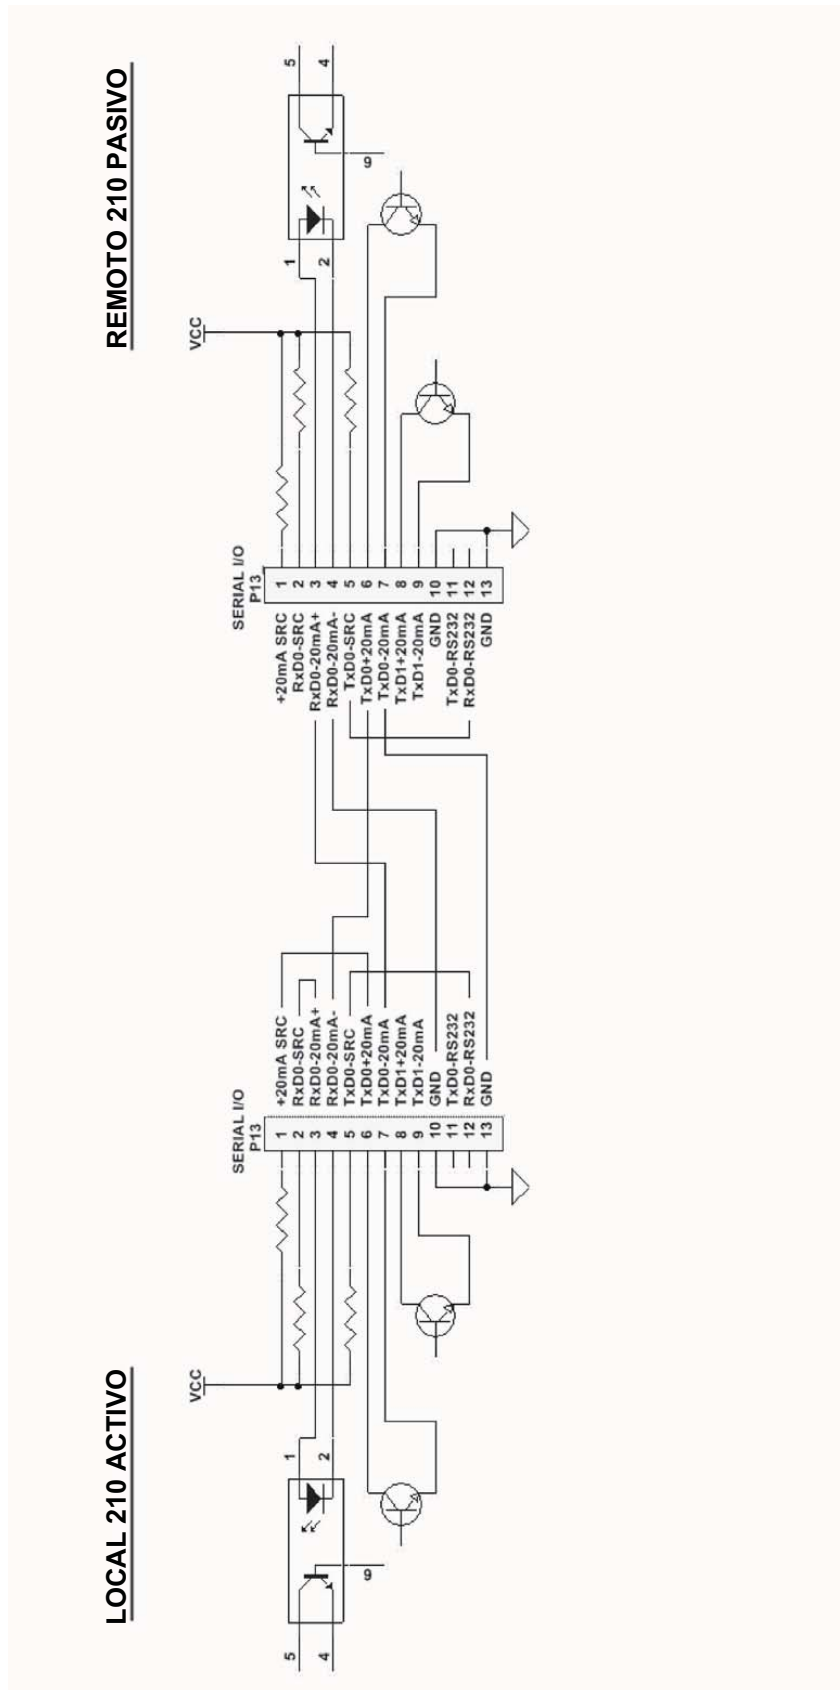 LOCAL 210 ACTIVO
REMOTO 210 PASIVO
5
4
9
1
2
VCC
SERIAL I/O
P13
1
2
3
4
5
6
7
8
9
10
11
12
13
+20mA SRC
RxD0-SRC
RxD0-20mA+
RxD0-20mA-
TxD0-SRC
TxD0+20mA
TxD0-20mA
TxD1+20mA
TxD1-20mA
GND
TxD0-RS232
RxD0-RS232
GND
+20mA SRC
RxD0-SRC
RxD0-20mA+
RxD0-20mA-
TxD0-SRC
TxD0+20mA
TxD0-20mA
TxD1+20mA
TxD1-20mA
GND
TxD0-RS232
RxD0-RS232
GND
SERIAL I/O
P13
1
2
3
4
5
6
7
8
9
10
11
12
13
VCC
1
2
9
5
4